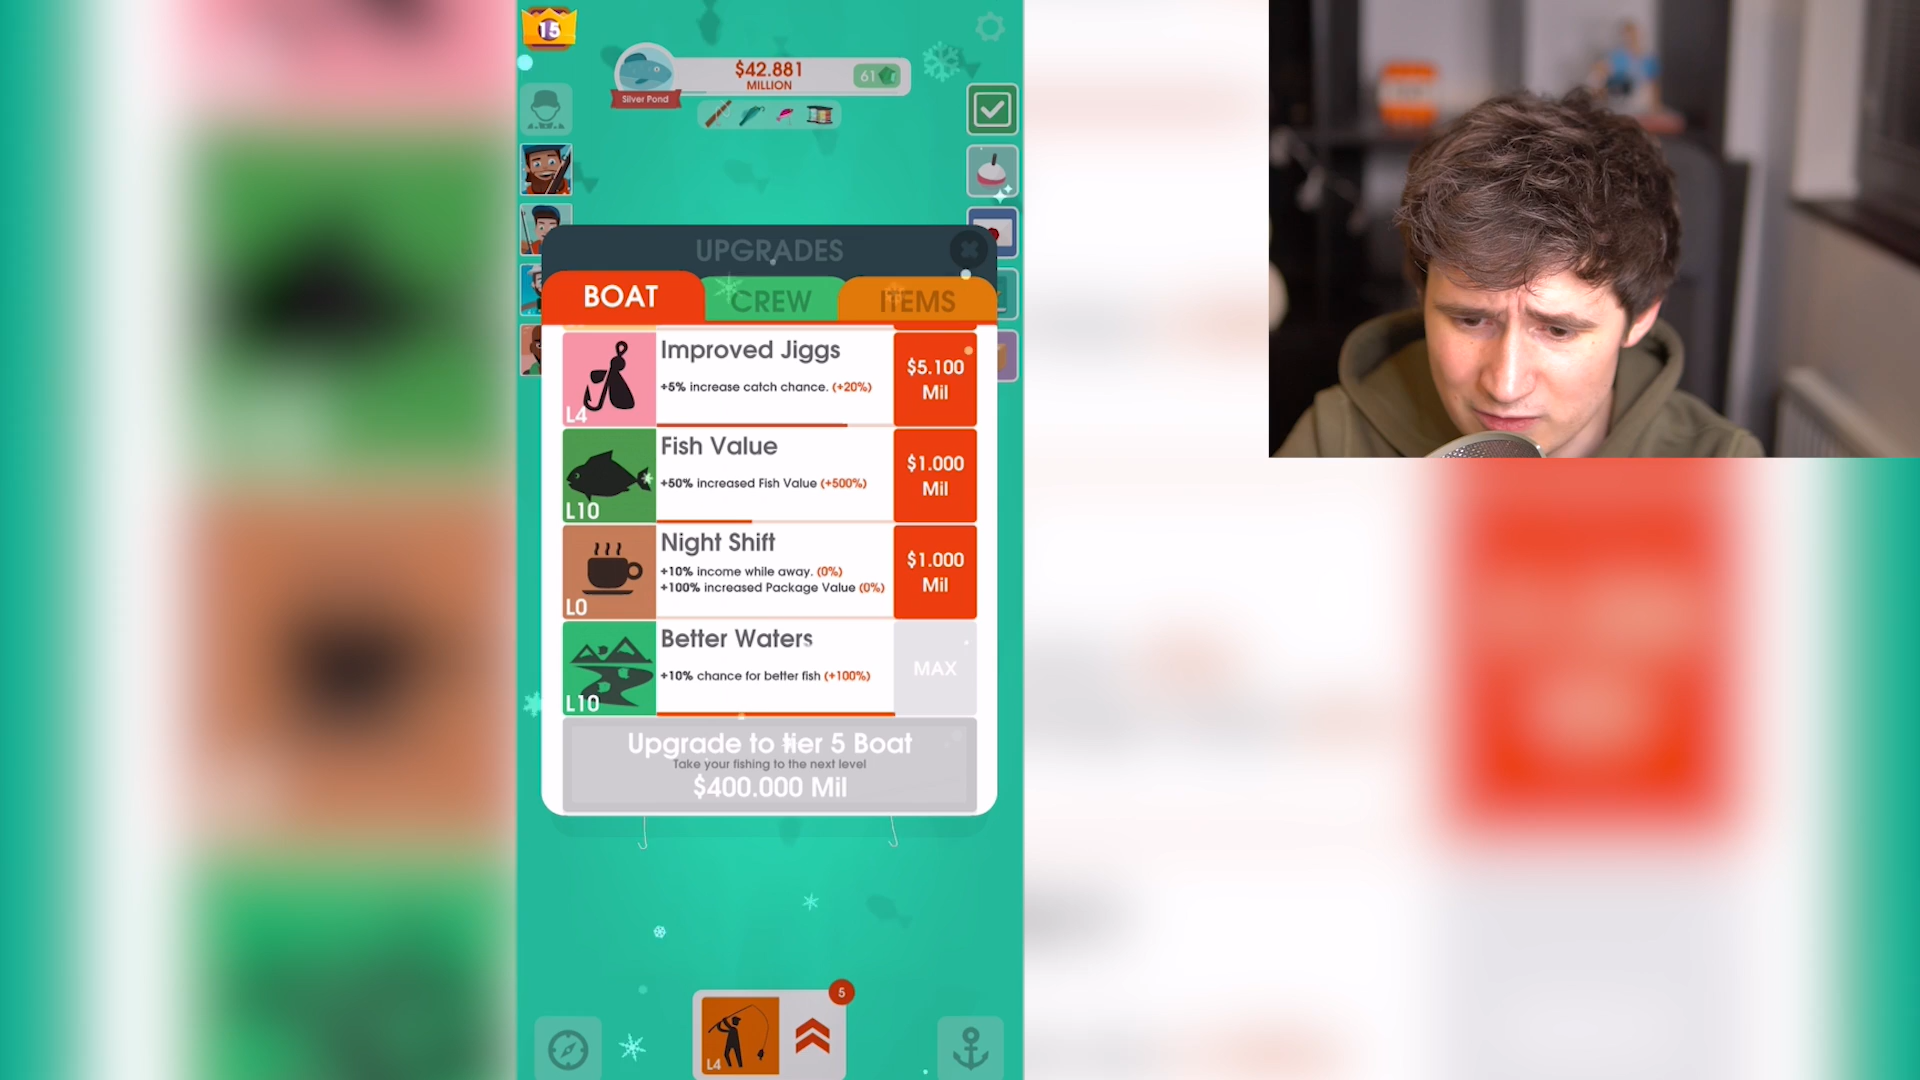 15
$42.881
MILLION
61
Silver Pond
UPGRADES
BOAT
CREW
ITEMS
Improved Jiggs
+5% increase catch chance. (+20%)
L4
$5.100
Mil
Fish Value
+50% increased Fish Value (+500%)
L10
$1.000
Mil
Night Shift
+10% income while away. (0%)
+100% increased Package Value (0%)
L0
$1.000
Mil
Better Waters
+10% chance for better fish (+100%)
L10
MAX
Upgrade to tier 5 Boat
Take your fishing to the next level
$400.000 Mil
5
L4